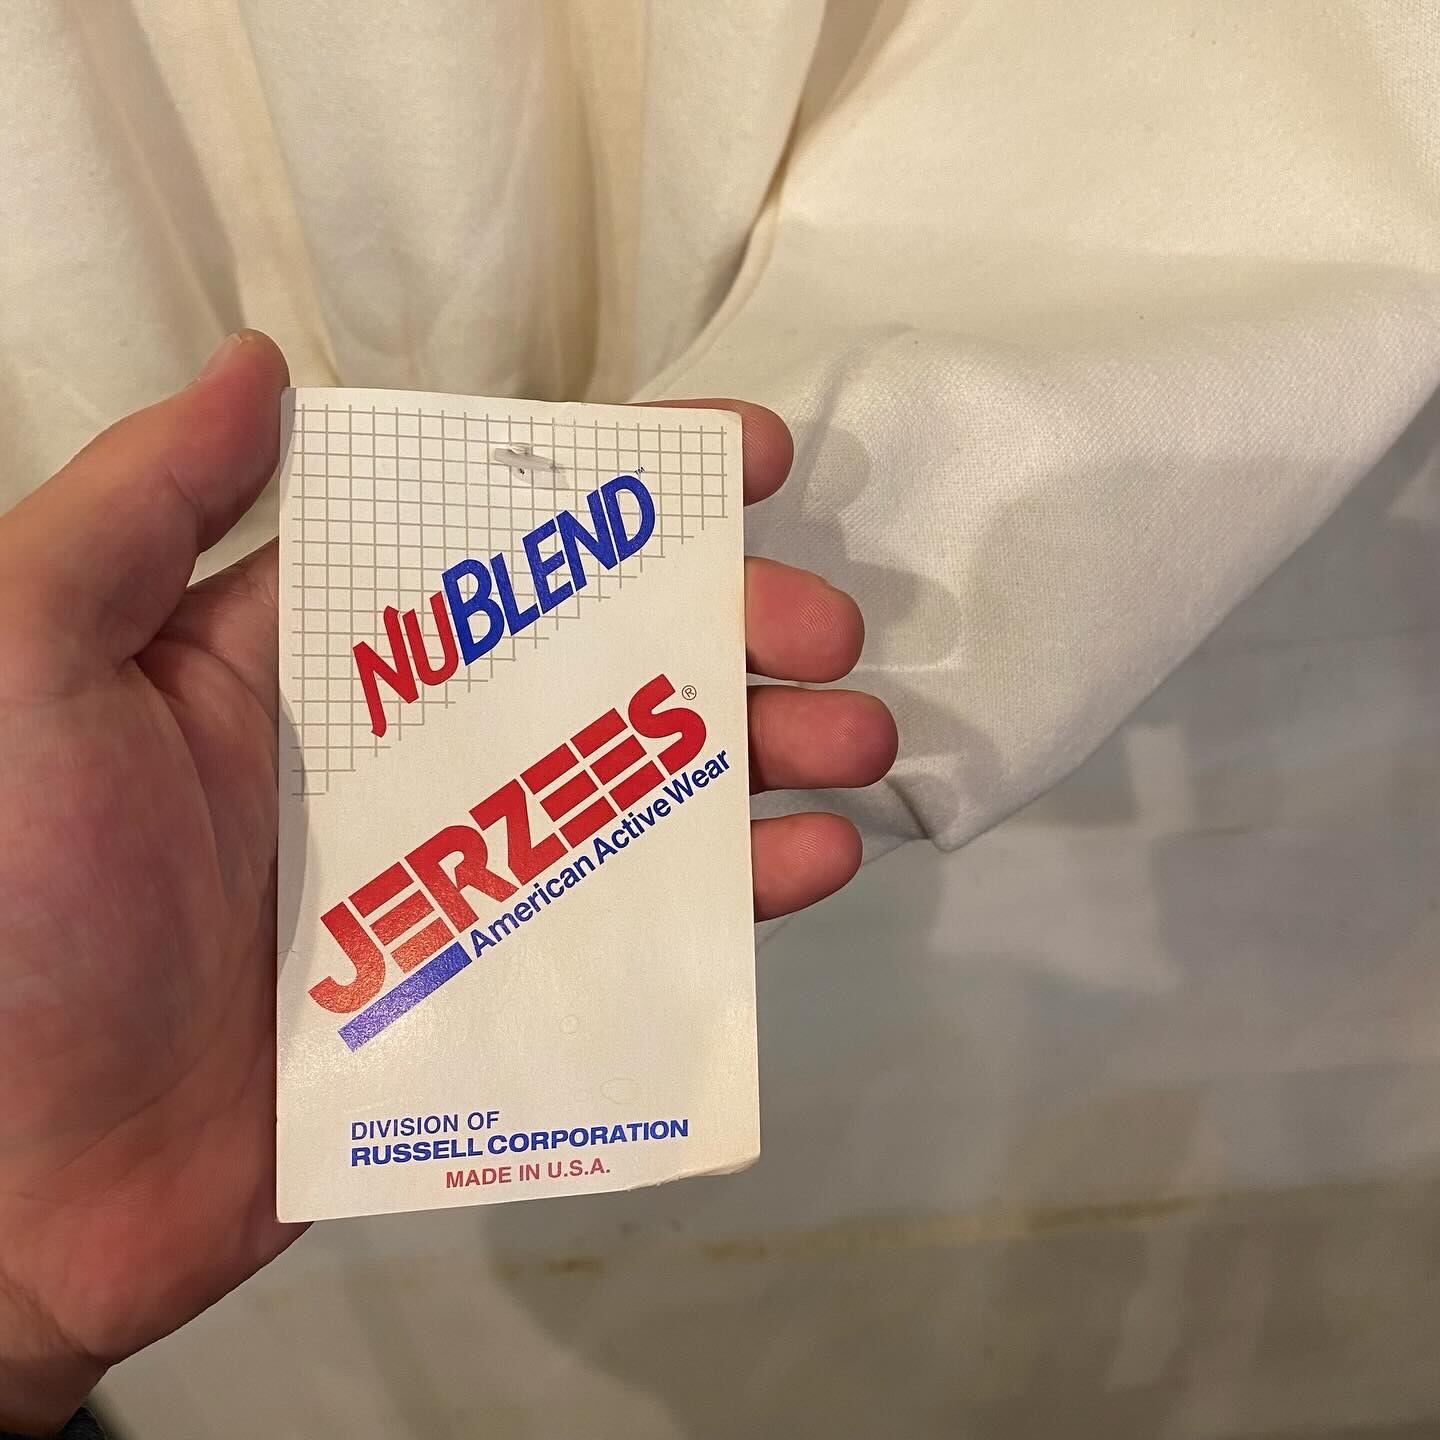 NUBLEND™
JERZEES®
American Active Wear
DIVISION OF
RUSSELL CORPORATION
MADE IN U.S.A.